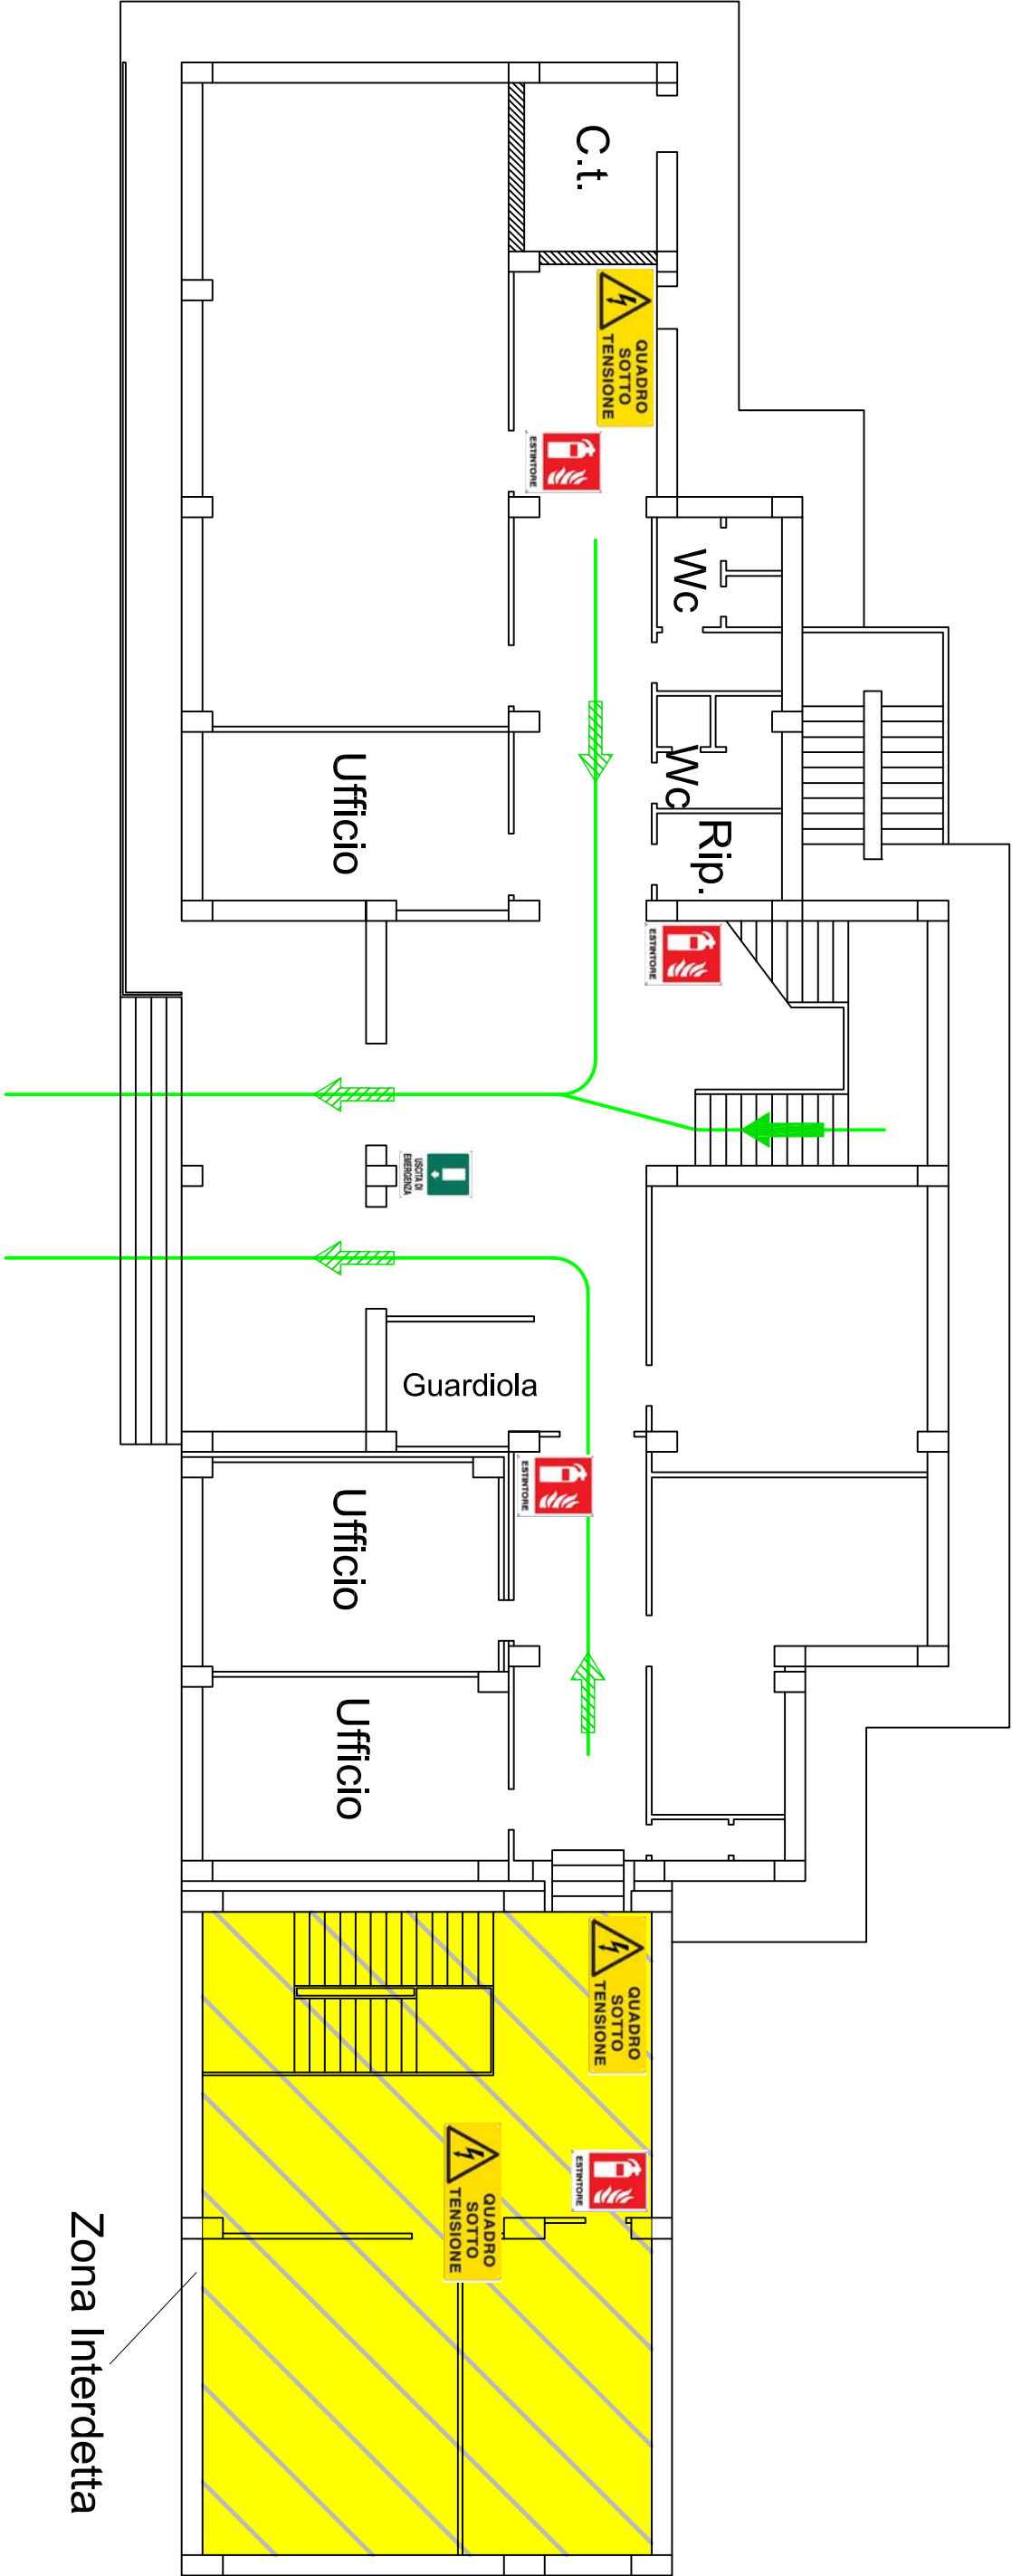 C.t.
QUADRO
SOTTO
TENSIONE
ESTINTORE
Wc
Wc
Rip.
Ufficio
ESTINTORE
USCITA DI
EMERGENZA
Guardiola
ESTINTORE
Ufficio
Ufficio
QUADRO
SOTTO
TENSIONE
ESTINTORE
QUADRO
SOTTO
TENSIONE
Zona Interdetta